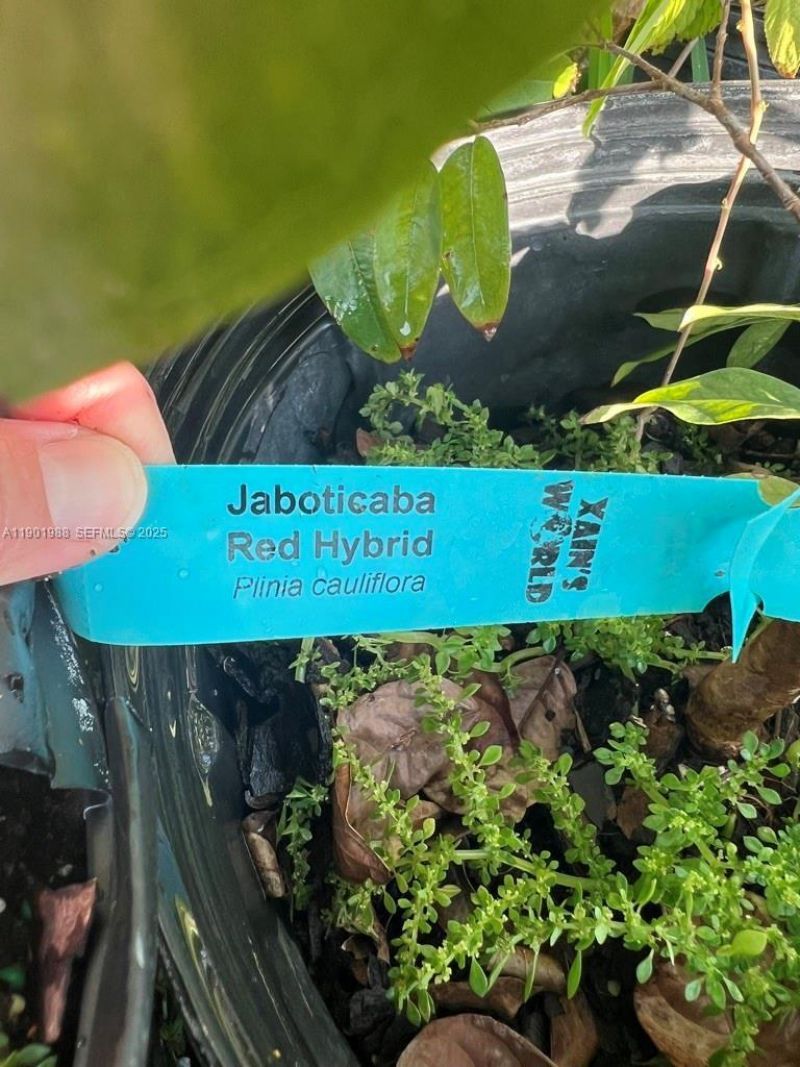 Jaboticaba
Red Hybrid
Plinia cauliflora
XAIN'S
WORLD
A11901988 SEFMLS© 2025